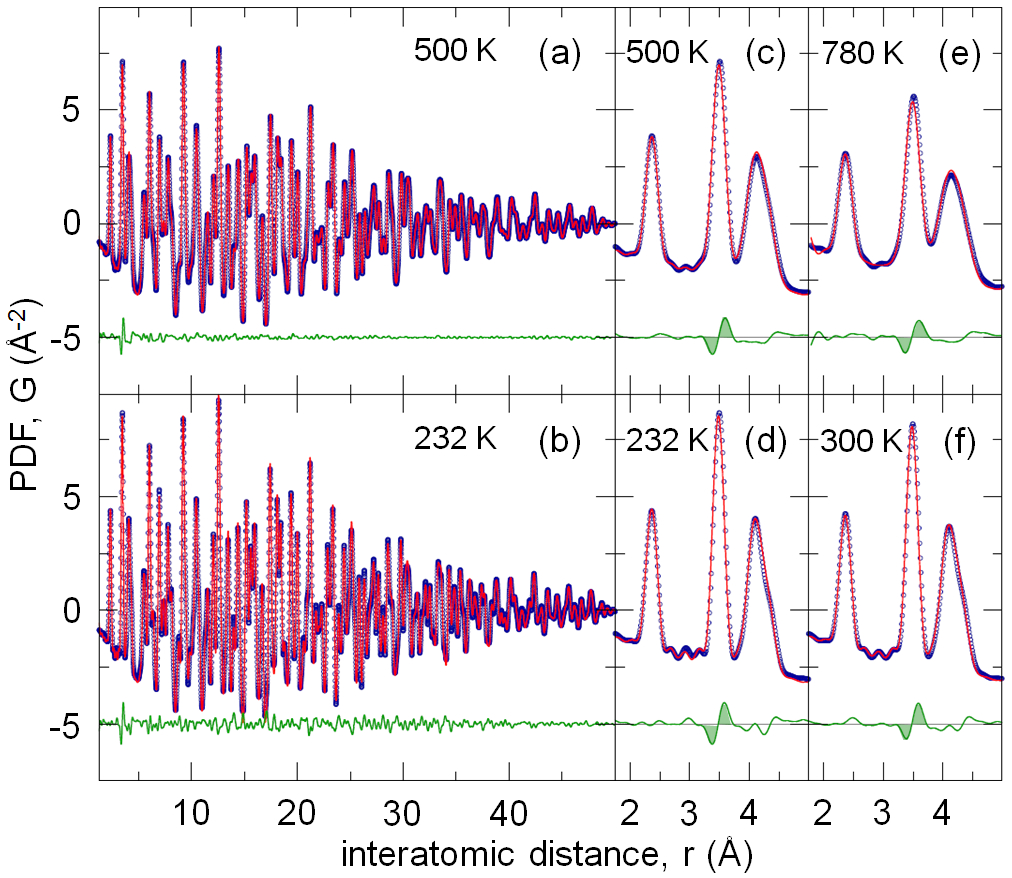 500 K (a) 500 K (c) 780 K (e)
5
0
-5
232 K (b) 232 K (d) 300 K (f)
5
0
-5
PDF, G (Å-2)
10 20 30 40 2 3 4 2 3 4
interatomic distance, r (Å)